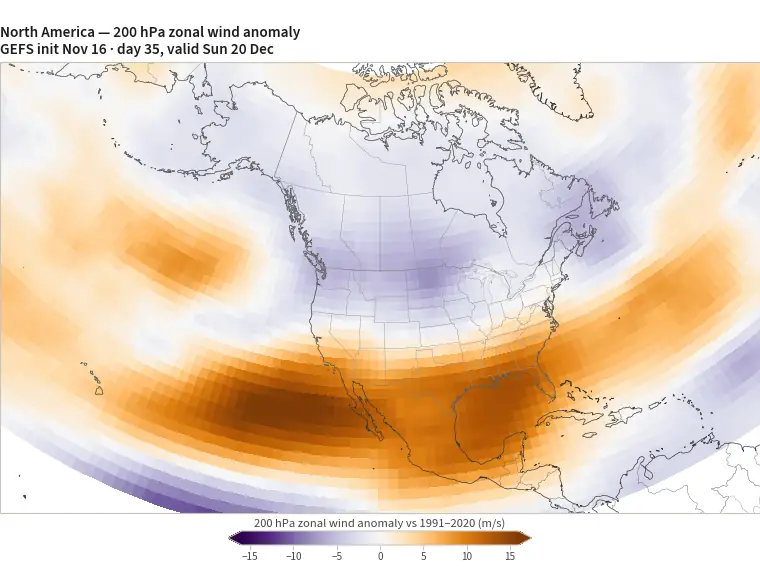 North America — 200 hPa zonal wind anomaly
GEFS init Nov 16 · day 35, valid Sun 20 Dec
200 hPa zonal wind anomaly vs 1991–2020 (m/s)
−15 −10 −5 0 5 10 15